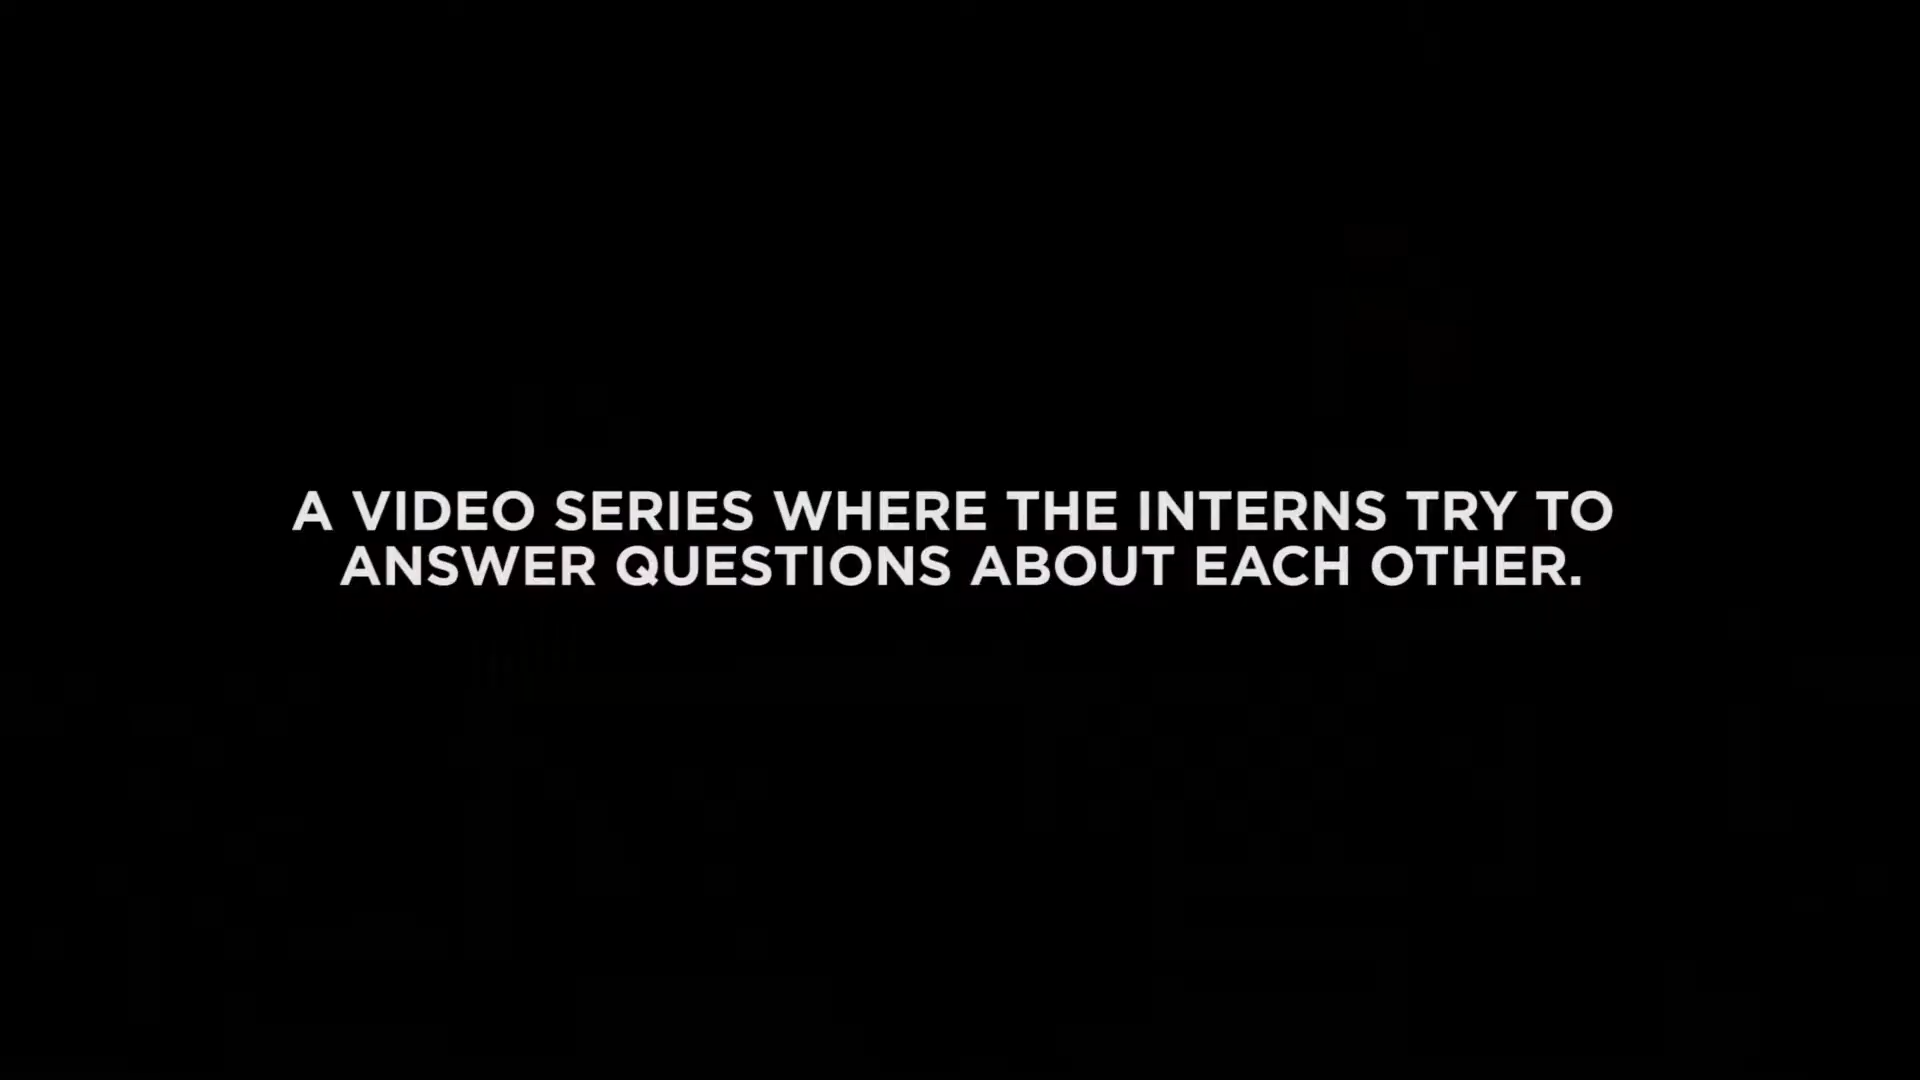 A VIDEO SERIES WHERE THE INTERNS TRY TO
ANSWER QUESTIONS ABOUT EACH OTHER.